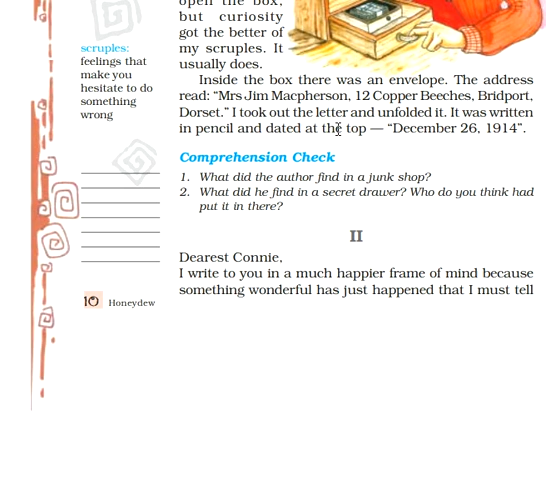 open the box,
but curiosity
got the better of
my scruples. It
usually does.
scruples:
feelings that
make you
hesitate to do
something
wrong
Inside the box there was an envelope. The address
read: “Mrs Jim Macpherson, 12 Copper Beeches, Bridport,
Dorset.” I took out the letter and unfolded it. It was written
in pencil and dated at the top — “December 26, 1914”.
Comprehension Check
1. What did the author find in a junk shop?
2. What did he find in a secret drawer? Who do you think had
put it in there?
II
Dearest Connie,
I write to you in a much happier frame of mind because
something wonderful has just happened that I must tell
10 Honeydew